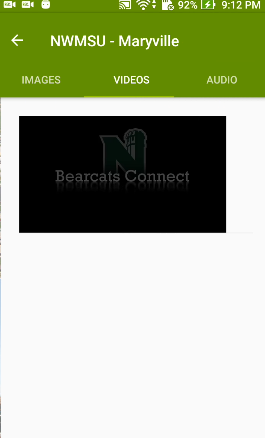 92% 9:12 PM
NWMSU - Maryville
IMAGES VIDEOS AUDIO
N
Bearcats Connect